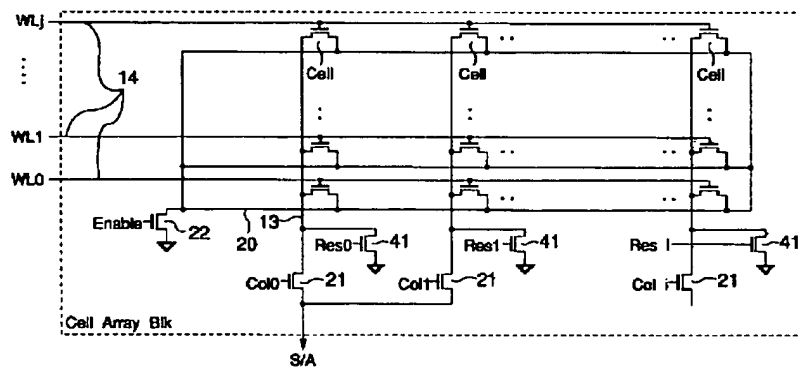 WLj
14
Cell Cell Cell
WL1
WL0
Enable
22
20
13
Res0 41 Res1 41 Res I 41
Col0 21 Col1 21 Col i 21
Cell Array Blk
S/A